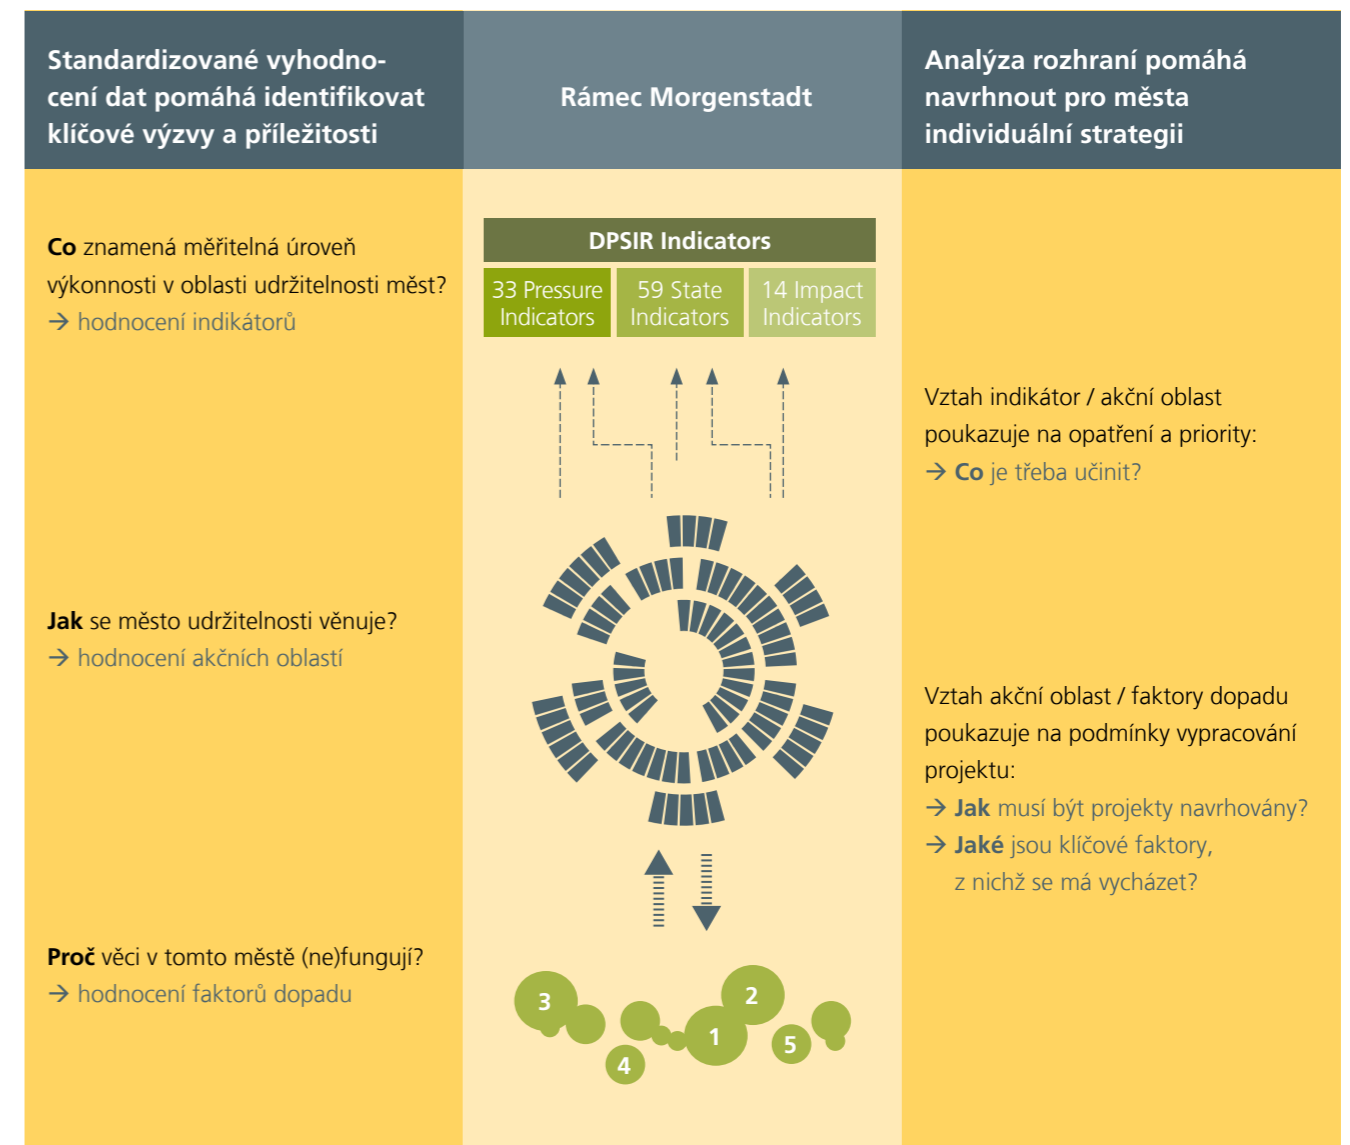 Standardizované vyhodno-
cení dat pomáhá identifikovat
klíčové výzvy a příležitosti
Rámec Morgenstadt
Analýza rozhraní pomáhá
navrhnout pro města
individuální strategii
Co znamená měřitelná úroveň
výkonnosti v oblasti udržitelnosti měst?
→ hodnocení indikátorů
Jak se město udržitelnosti věnuje?
→ hodnocení akčních oblastí
Proč věci v tomto městě (ne)fungují?
→ hodnocení faktorů dopadu
DPSIR Indicators
33 Pressure
Indicators
59 State
Indicators
14 Impact
Indicators
3
2
1
5
4
Vztah indikátor / akční oblast
poukazuje na opatření a priority:
→ Co je třeba učinit?
Vztah akční oblast / faktory dopadu
poukazuje na podmínky vypracování
projektu:
→ Jak musí být projekty navrhovány?
→ Jaké jsou klíčové faktory,
z nichž se má vycházet?